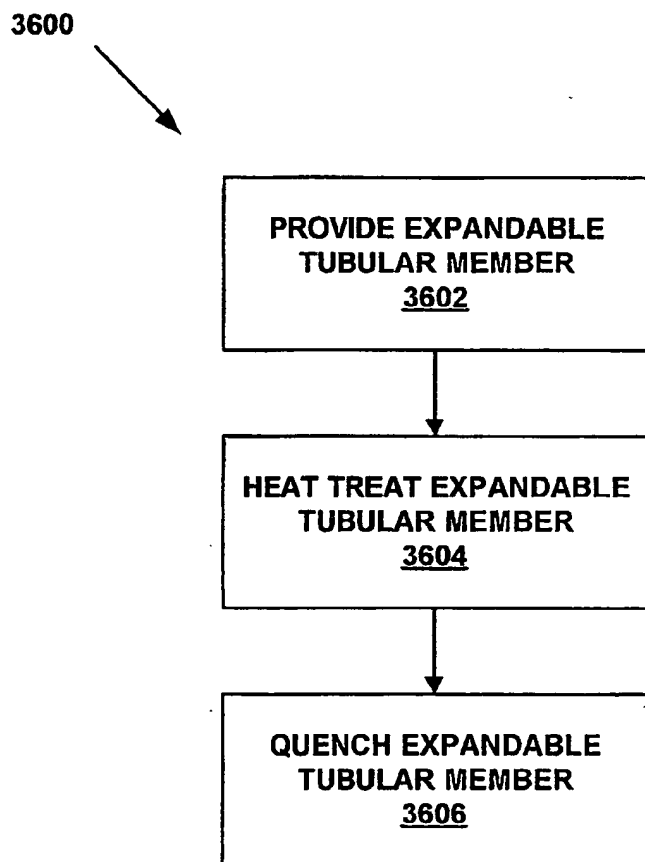 3600
PROVIDE EXPANDABLE
TUBULAR MEMBER
3602
HEAT TREAT EXPANDABLE
TUBULAR MEMBER
3604
QUENCH EXPANDABLE
TUBULAR MEMBER
3606